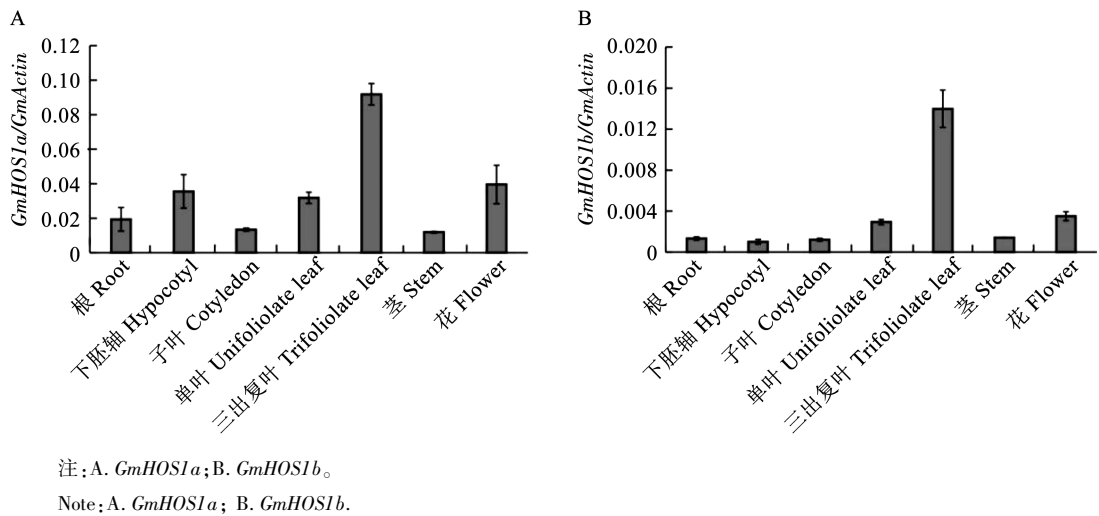 A
GmHOS1a/GmActin
0.12
0.10
0.08
0.06
0.04
0.02
0
根 Root
下胚轴 Hypocotyl
子叶 Cotyledon
单叶 Unifoliolate leaf
三出复叶 Trifoliolate leaf
茎 Stem
花 Flower
B
GmHOS1b/GmActin
0.020
0.016
0.012
0.008
0.004
0
根 Root
下胚轴 Hypocotyl
子叶 Cotyledon
单叶 Unifoliolate leaf
三出复叶 Trifoliolate leaf
茎 Stem
花 Flower
注:A. GmHOS1a;B. GmHOS1b。
Note:A. GmHOS1a; B. GmHOS1b.